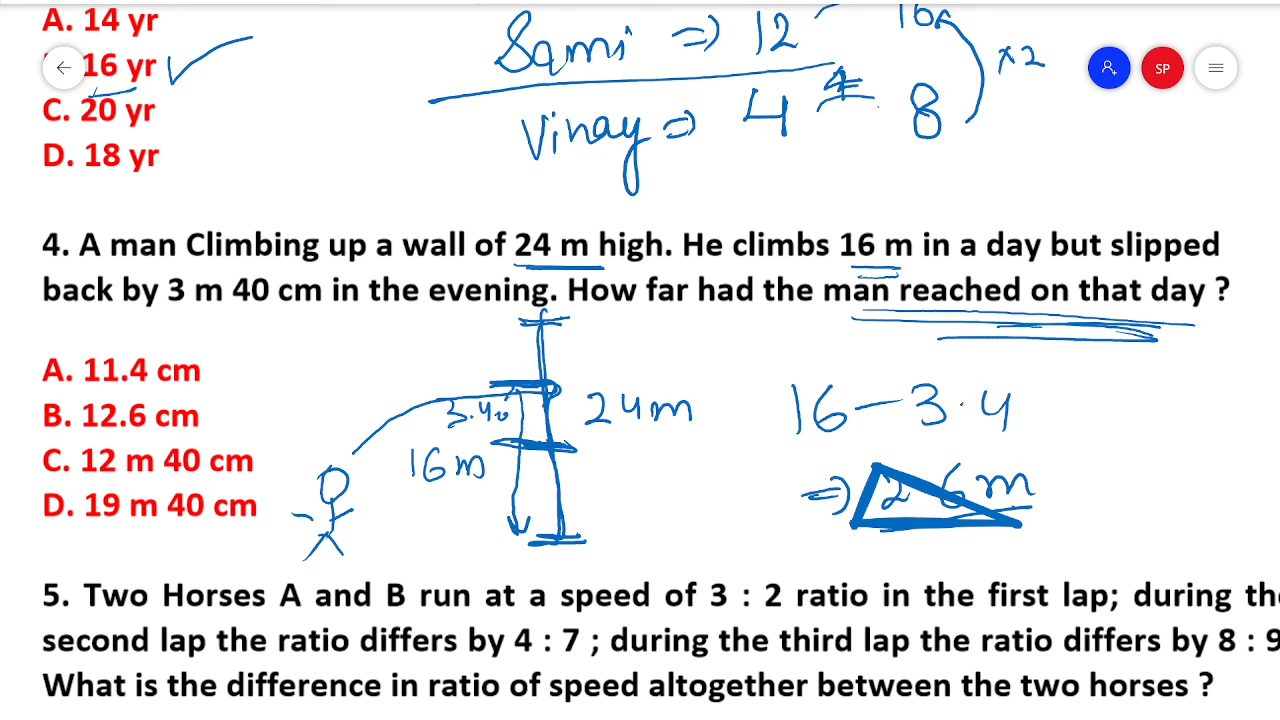 A. 14 yr
16 yr
C. 20 yr
D. 18 yr
Sami => 12
16
×2
Vinay => 4
4
8
SP
4. A man Climbing up a wall of 24 m high. He climbs 16 m in a day but slipped
back by 3 m 40 cm in the evening. How far had the man reached on that day ?
A. 11.4 cm
B. 12.6 cm
C. 12 m 40 cm
D. 19 m 40 cm
3.40
16m
24m
16-3.4
=> 2 6m
5. Two Horses A and B run at a speed of 3 : 2 ratio in the first lap; during the
second lap the ratio differs by 4 : 7 ; during the third lap the ratio differs by 8 : 9
What is the difference in ratio of speed altogether between the two horses ?